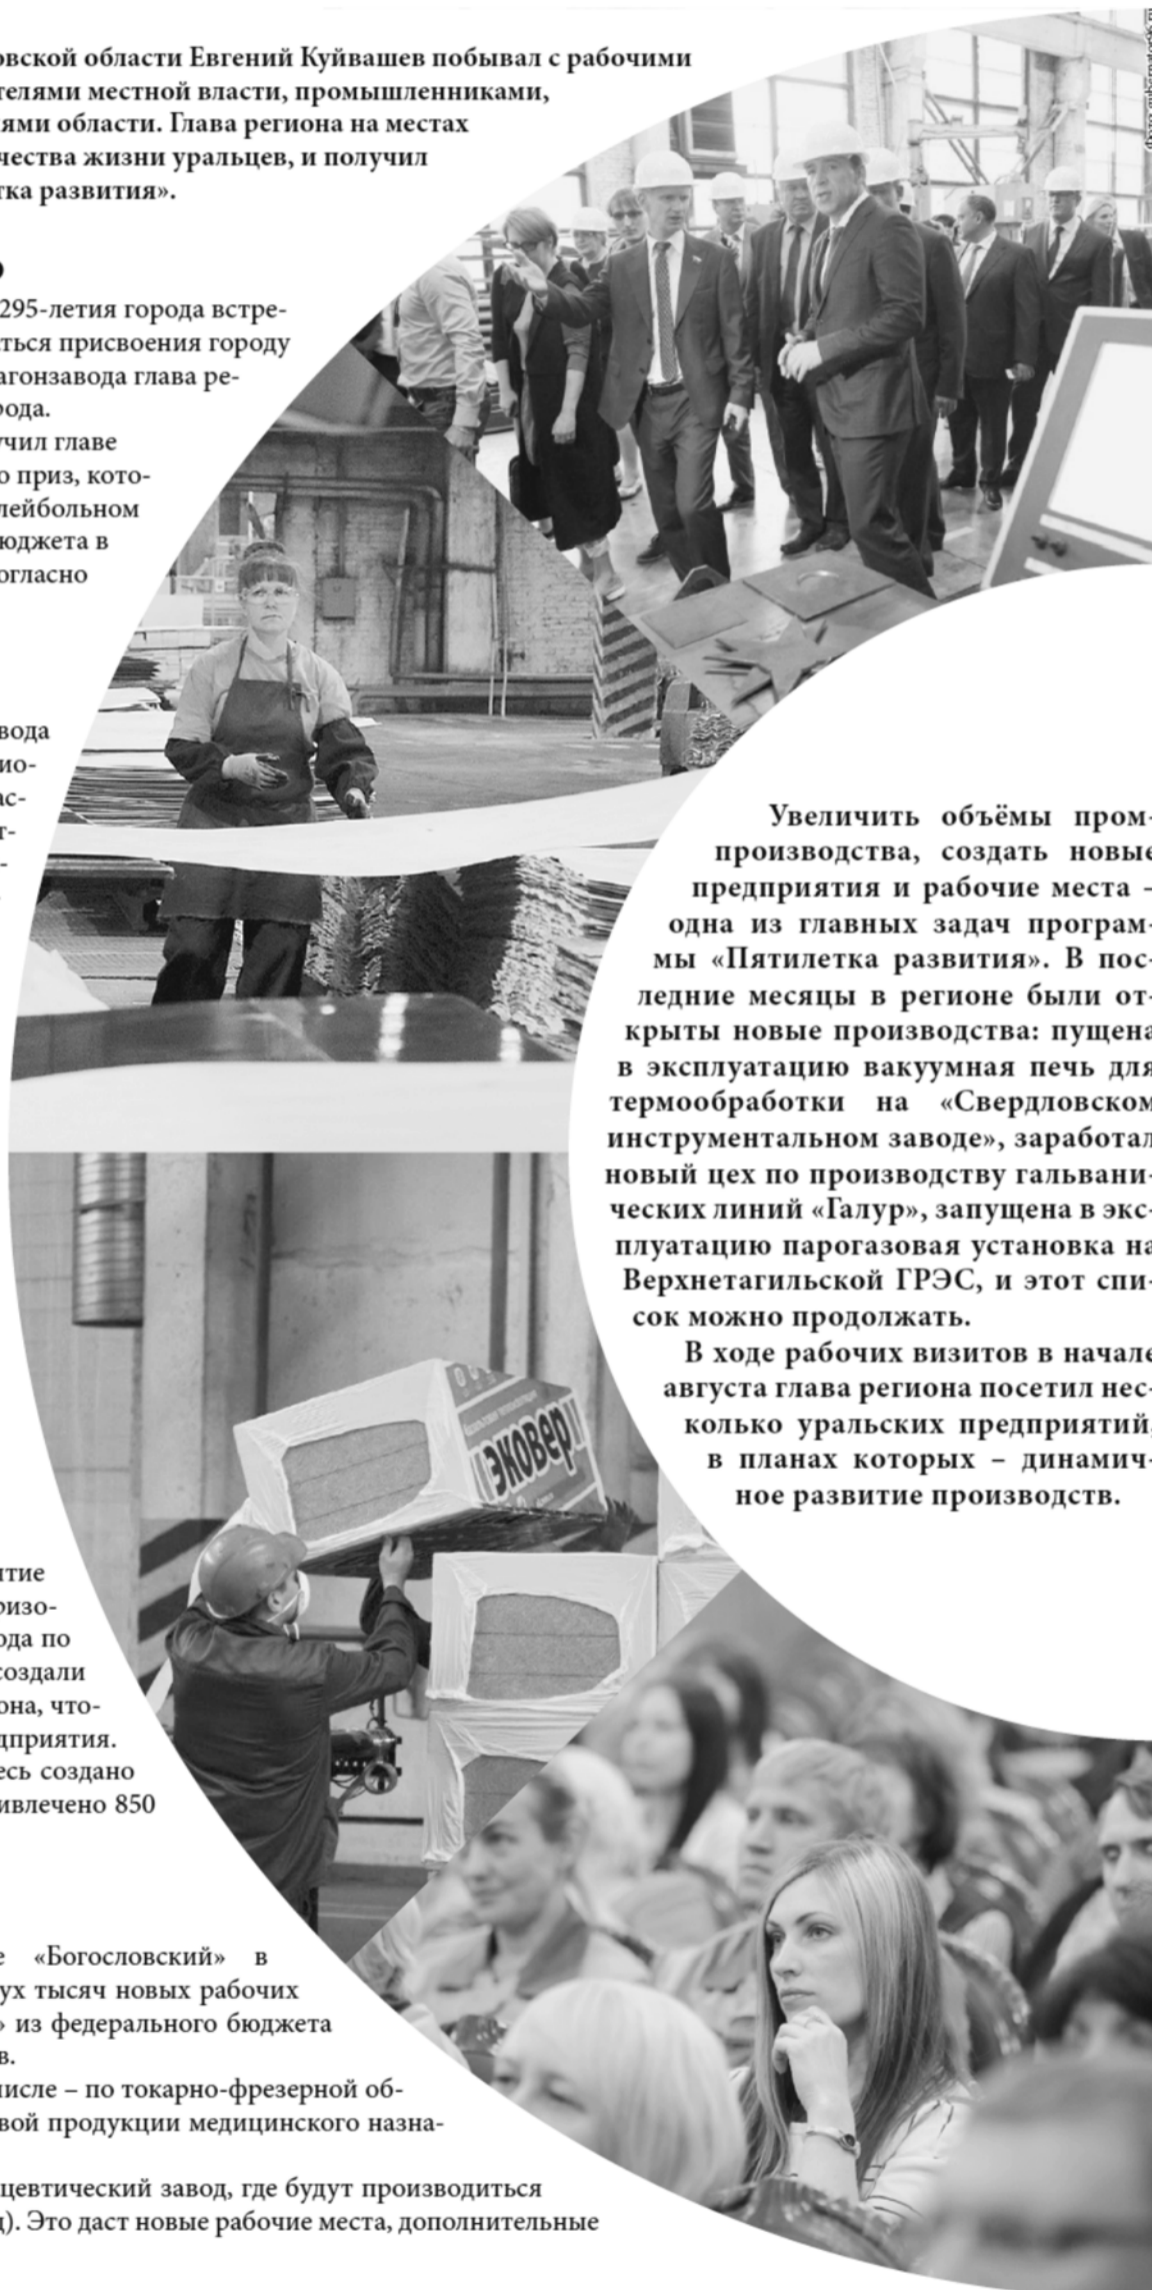 овской области Евгений Куйвашев побывал с рабочими
телями местной власти, промышленниками,
ями области. Глава региона на местах
чества жизни уральцев, и получил
тка развития».
295-летия города встре-
ться присвоения городу
агонзавода глава ре-
рода.
учил главе
о приз, кото-
лейбольном
юджета в
огласно
вода
ио-
ас-
т-
-
Увеличить объёмы пром-
производства, создать новые
предприятия и рабочие места –
одна из главных задач програм-
мы «Пятилетка развития». В пос-
ледние месяцы в регионе были от-
крыты новые производства: пущена
в эксплуатацию вакуумная печь для
термообработки на «Свердловском
инструментальном заводе», заработал
новый цех по производству гальвани-
ческих линий «Галур», запущена в экс-
плуатацию парогазовая установка на
Верхнетагильской ГРЭС, и этот спи-
сок можно продолжать.
В ходе рабочих визитов в начале
августа глава региона посетил нес-
колько уральских предприятий,
в планах которых – динамич-
ное развитие производств.
эковер
итие
ризо-
ода по
создали
она, что-
дприятия.
есь создано
ивлечено 850
е «Богословский» в
ух тысяч новых рабочих
» из федерального бюджета
в.
исле – по токарно-фрезерной об-
вой продукции медицинского назна-
цевтический завод, где будут производиться
). Это даст новые рабочие места, дополнительные